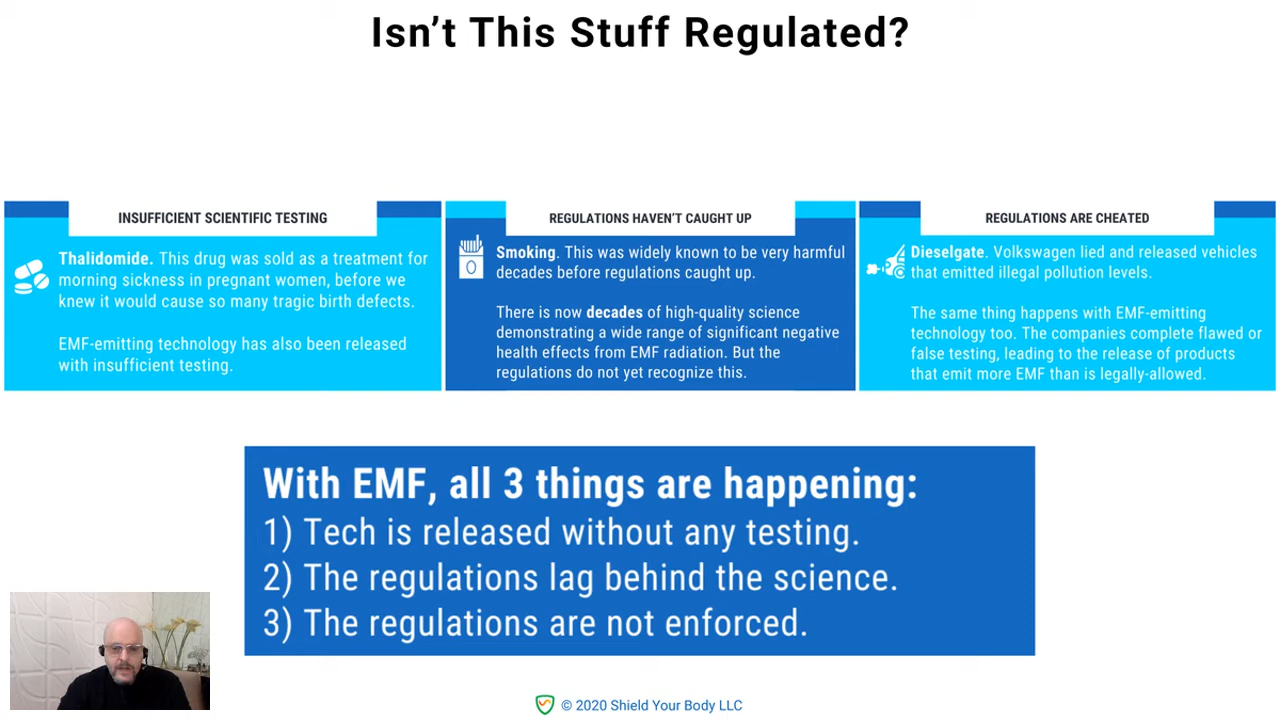 Isn’t This Stuff Regulated?
INSUFFICIENT SCIENTIFIC TESTING
Thalidomide. This drug was sold as a treatment for
morning sickness in pregnant women, before we
knew it would cause so many tragic birth defects.
EMF-emitting technology has also been released
with insufficient testing.
REGULATIONS HAVEN’T CAUGHT UP
Smoking. This was widely known to be very harmful
decades before regulations caught up.
There is now decades of high-quality science
demonstrating a wide range of significant negative
health effects from EMF radiation. But the
regulations do not yet recognize this.
REGULATIONS ARE CHEATED
Dieselgate. Volkswagen lied and released vehicles
that emitted illegal pollution levels.
The same thing happens with EMF-emitting
technology too. The companies complete flawed or
false testing, leading to the release of products
that emit more EMF than is legally-allowed.
With EMF, all 3 things are happening:
1) Tech is released without any testing.
2) The regulations lag behind the science.
3) The regulations are not enforced.
© 2020 Shield Your Body LLC